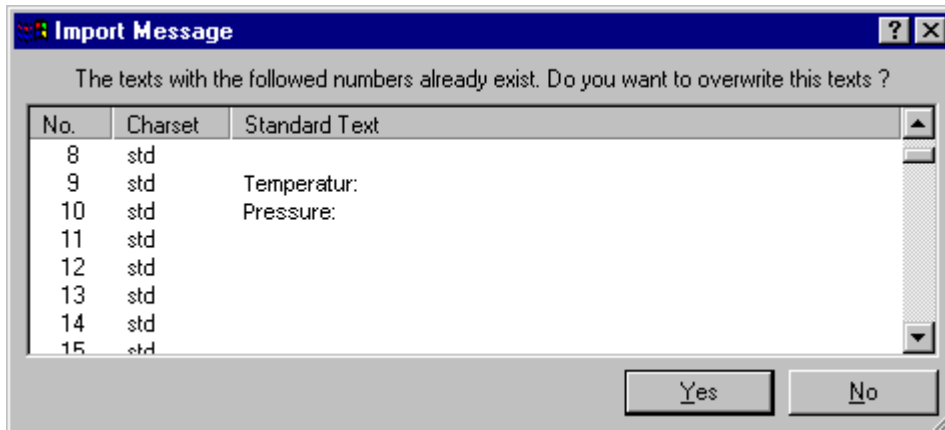 Import Message
The texts with the followed numbers already exist. Do you want to overwrite this texts ?
No. Charset Standard Text
8 std
9 std Temperatur:
10 std Pressure:
11 std
12 std
13 std
14 std
15 std
Yes No